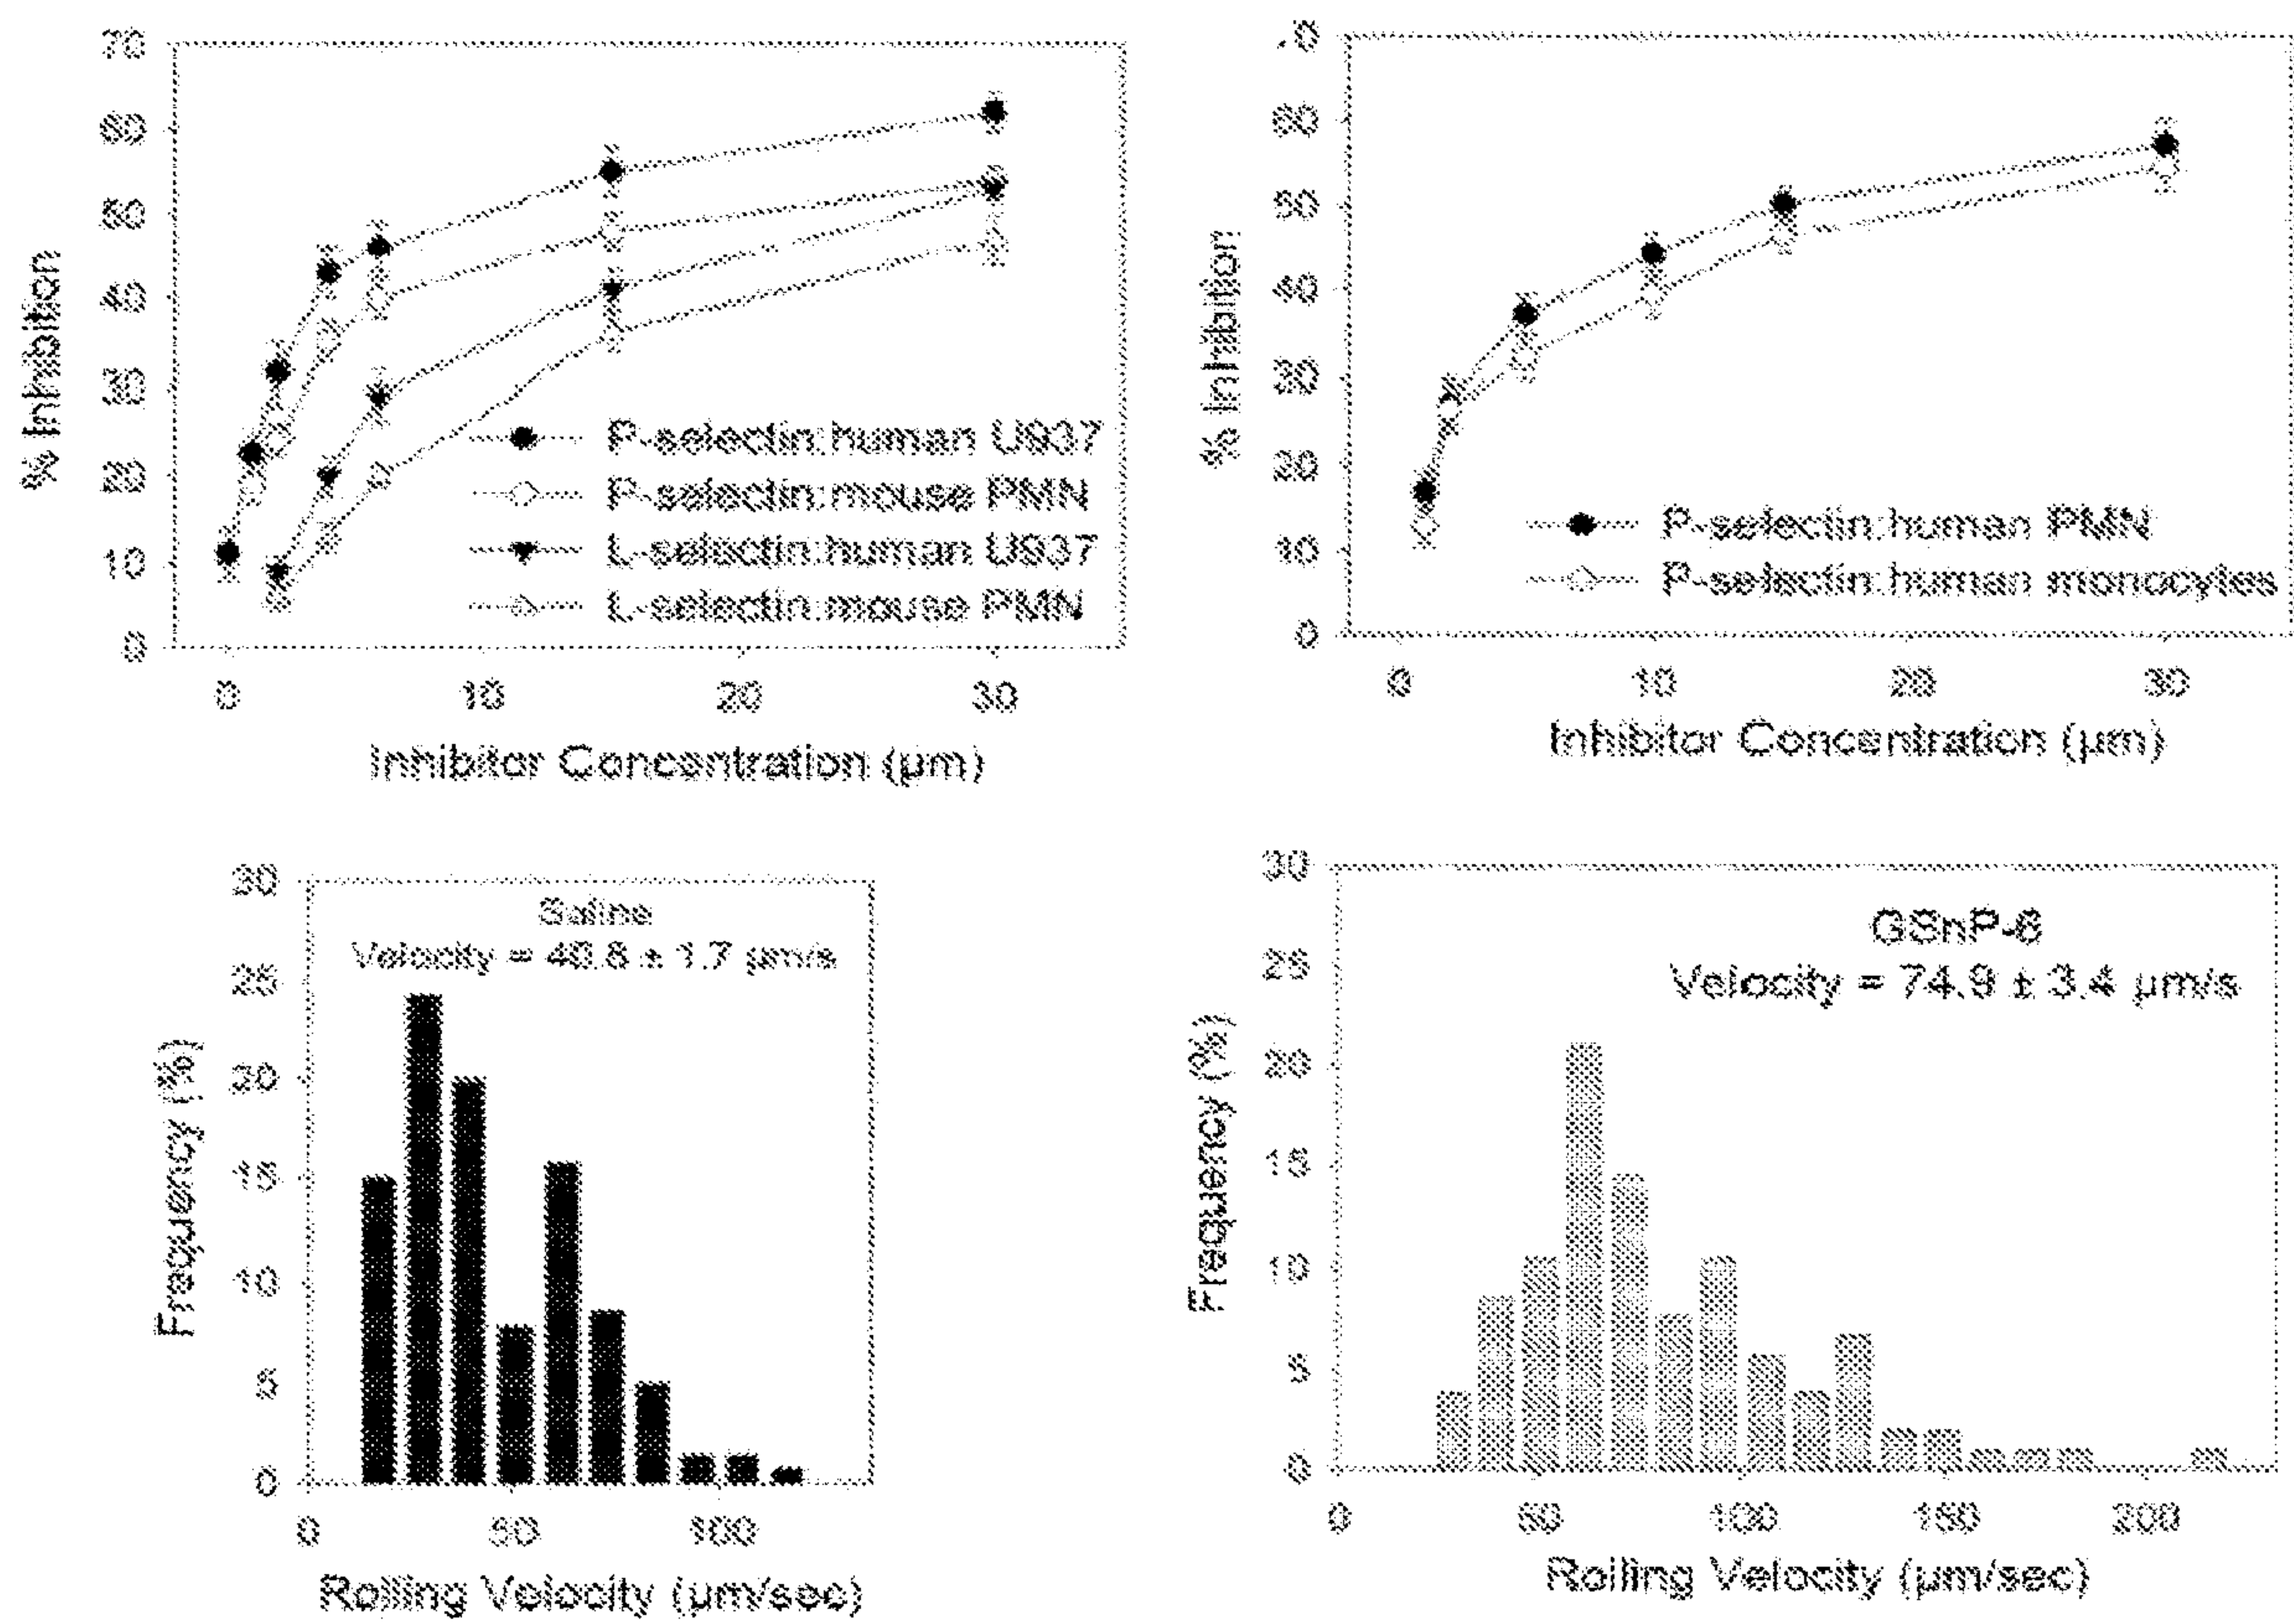 70
60
50
40
30
20
10
0
% Inhibition
P-selectin:human U937
P-selectin:mouse PMN
L-selectin:human U937
L-selectin:mouse PMN
0 10 20 30
Inhibitor Concentration (µm)
60
50
40
30
20
10
0
% Inhibition
P-selectin:human PMN
P-selectin:human monocytes
0 10 20 30
Inhibitor Concentration (µm)
30
25
20
15
10
5
0
Frequency (%)
Saline
Velocity = ± 1.7 µm/s
0 50 100
Rolling Velocity (µm/sec)
30
25
20
15
10
5
0
Frequency (%)
GSnP-6
Velocity = 74.9 ± 3.4 µm/s
0 50 100 150 200
Rolling Velocity (µm/sec)